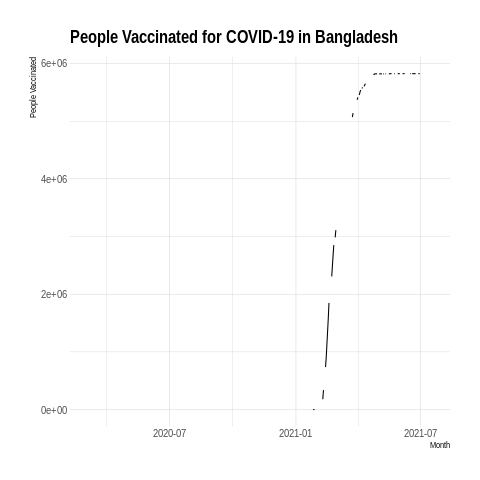 People Vaccinated for COVID-19 in Bangladesh
People Vaccinated
6e+06
4e+06
2e+06
0e+00
2020-07 2021-01 2021-07
Month